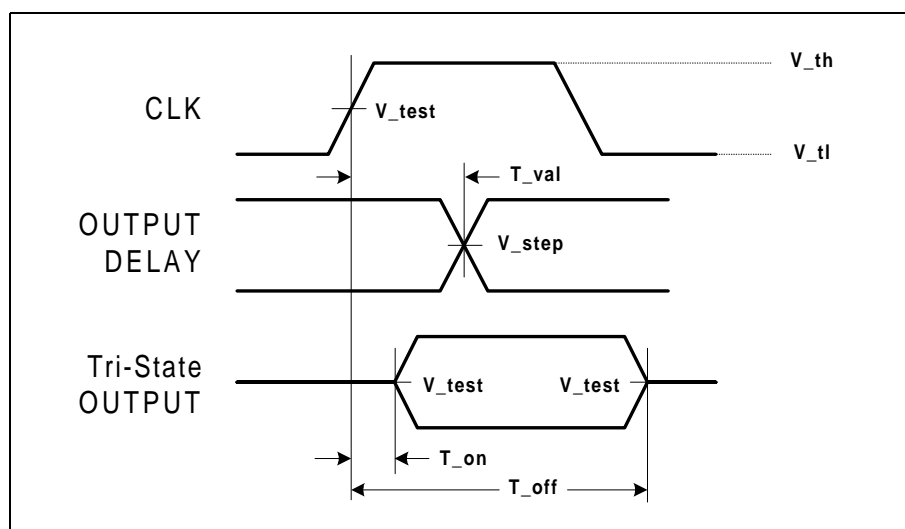 V_th
CLK
V_test
V_tl
T_val
OUTPUT
DELAY
V_step
Tri-State
OUTPUT
V_test V_test
T_on
T_off